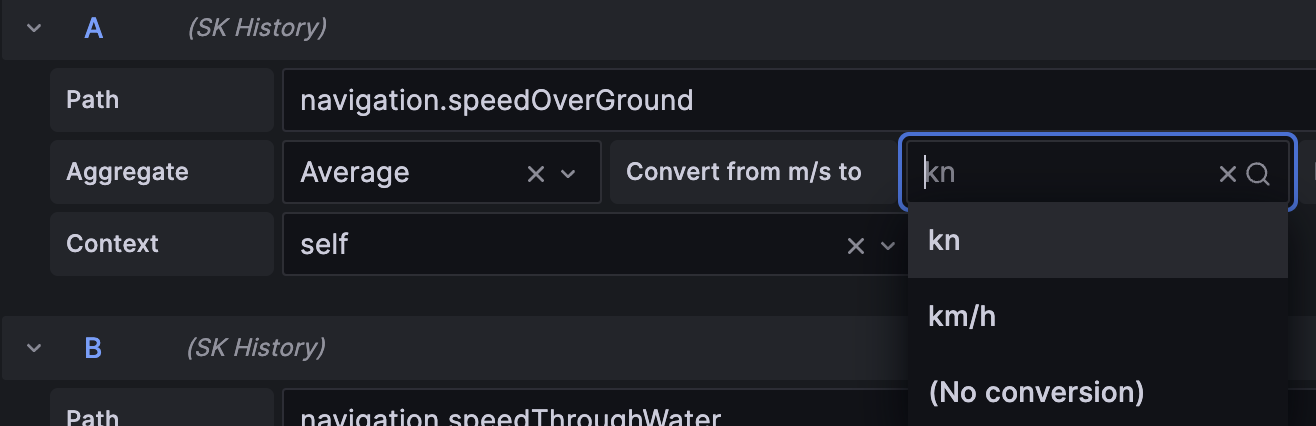 A (SK History)
Path navigation.speedOverGround
Aggregate Average Convert from m/s to kn
kn
Context self
km/h
B (SK History)
(No conversion)
Path navigation.speedThroughWater